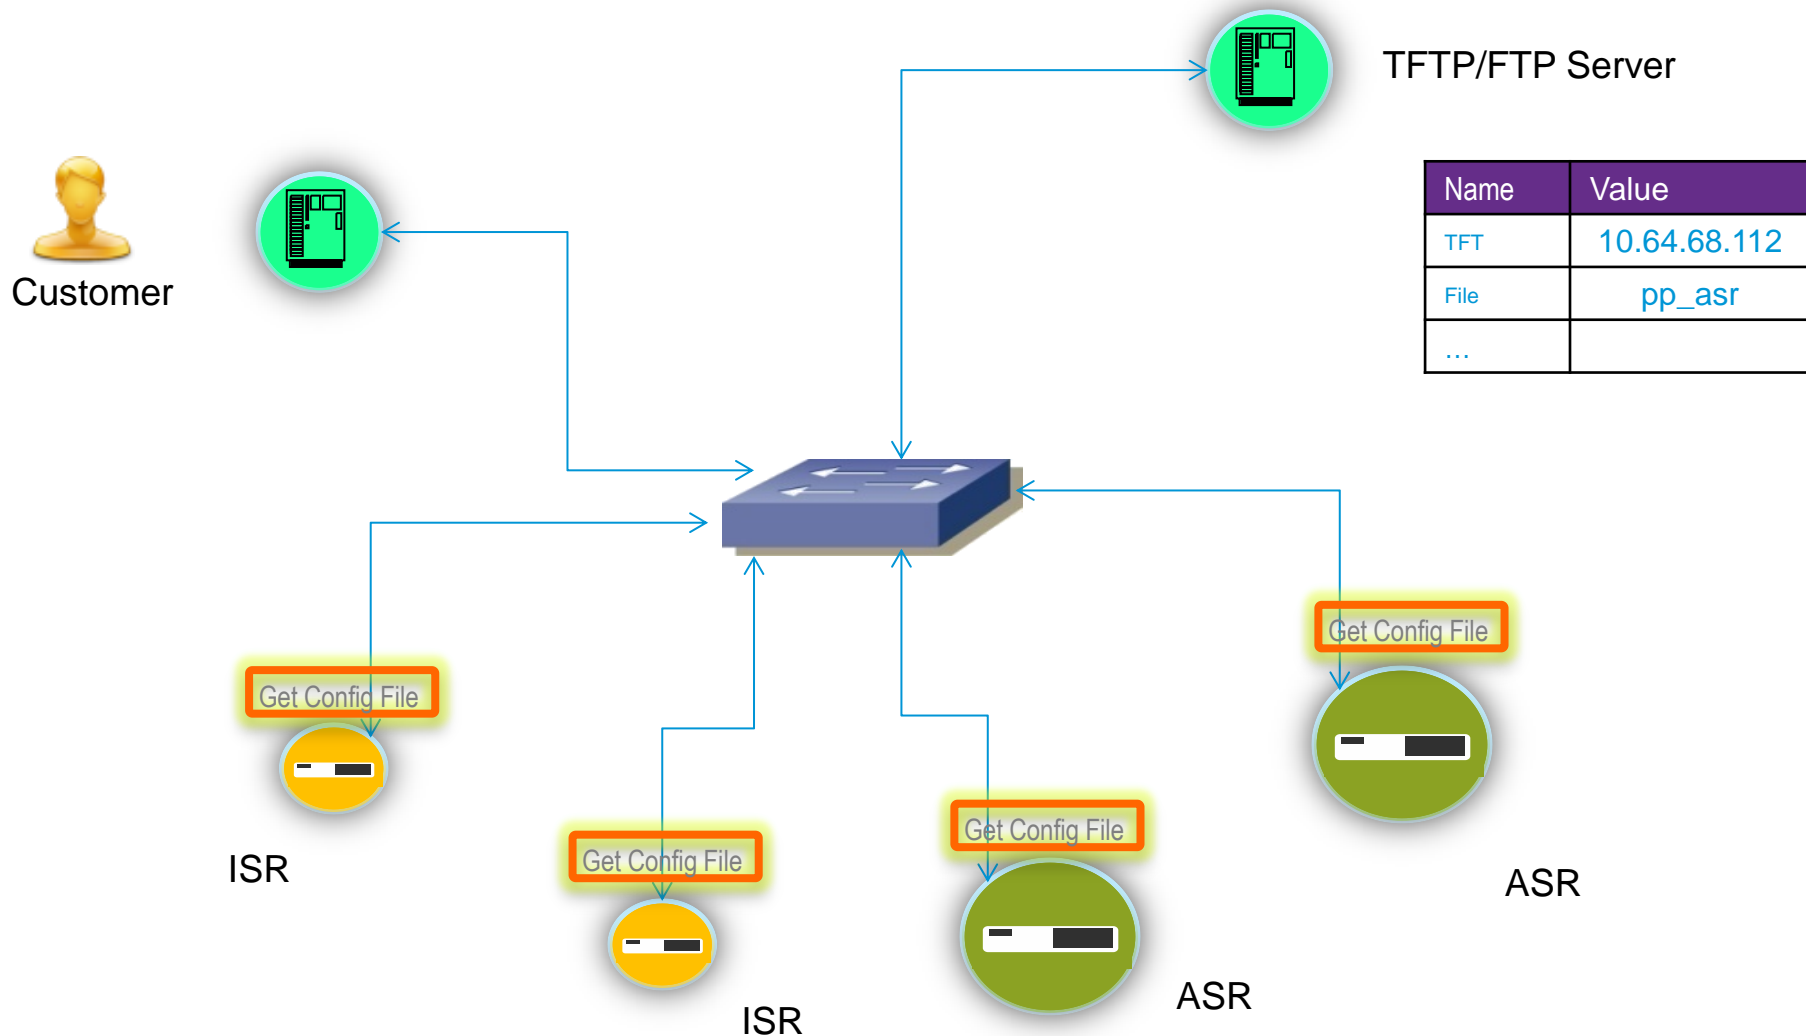 TFTP/FTP Server
Customer
Name Value
TFT 10.64.68.112
File pp_asr
...
Get Config File
Get Config File
Get Config File
Get Config File
ISR
ASR
ASR
ISR